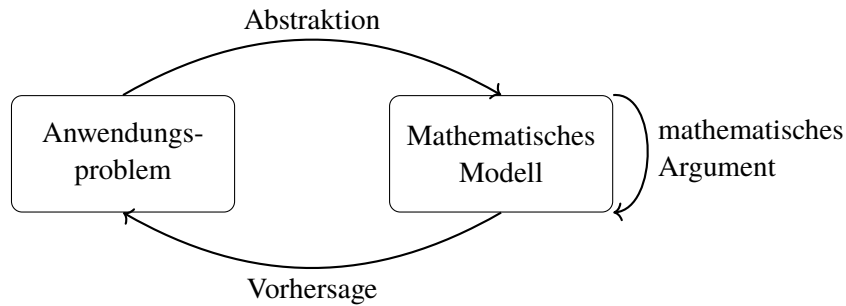 Abstraktion
Anwendungs-
problem
Mathematisches
Modell
mathematisches
Argument
Vorhersage